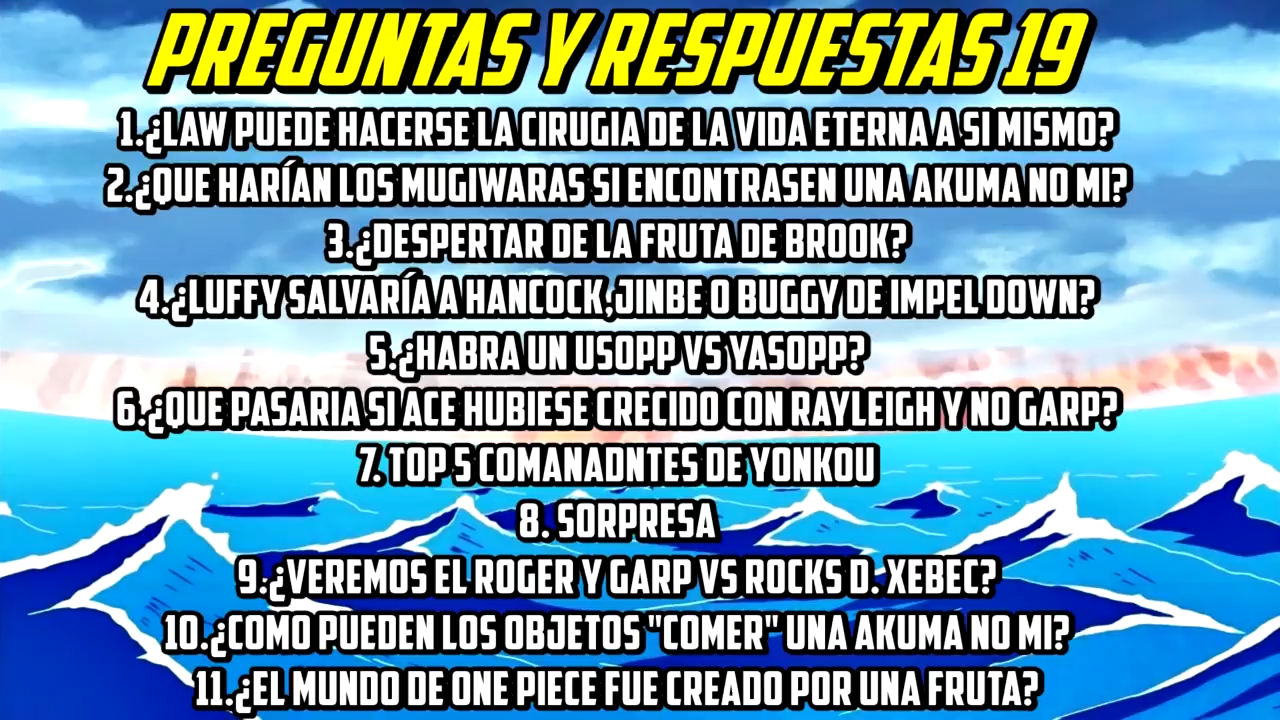 PREGUNTAS Y RESPUESTAS 19
1.¿LAW PUEDE HACERSE LA CIRUGIA DE LA VIDA ETERNA A SI MISMO?
2.¿QUE HARÍAN LOS MUGIWARAS SI ENCONTRASEN UNA AKUMA NO MI?
3.¿DESPERTAR DE LA FRUTA DE BROOK?
4.¿LUFFY SALVARÍA A HANCOCK,JINBE O BUGGY DE IMPEL DOWN?
5.¿HABRA UN USOPP VS YASOPP?
6.¿QUE PASARIA SI ACE HUBIESE CRECIDO CON RAYLEIGH Y NO GARP?
7. TOP 5 COMANADNTES DE YONKOU
8. SORPRESA
9.¿VEREMOS EL ROGER Y GARP VS ROCKS D. XEBEC?
10.¿COMO PUEDEN LOS OBJETOS "COMER" UNA AKUMA NO MI?
11.¿EL MUNDO DE ONE PIECE FUE CREADO POR UNA FRUTA?